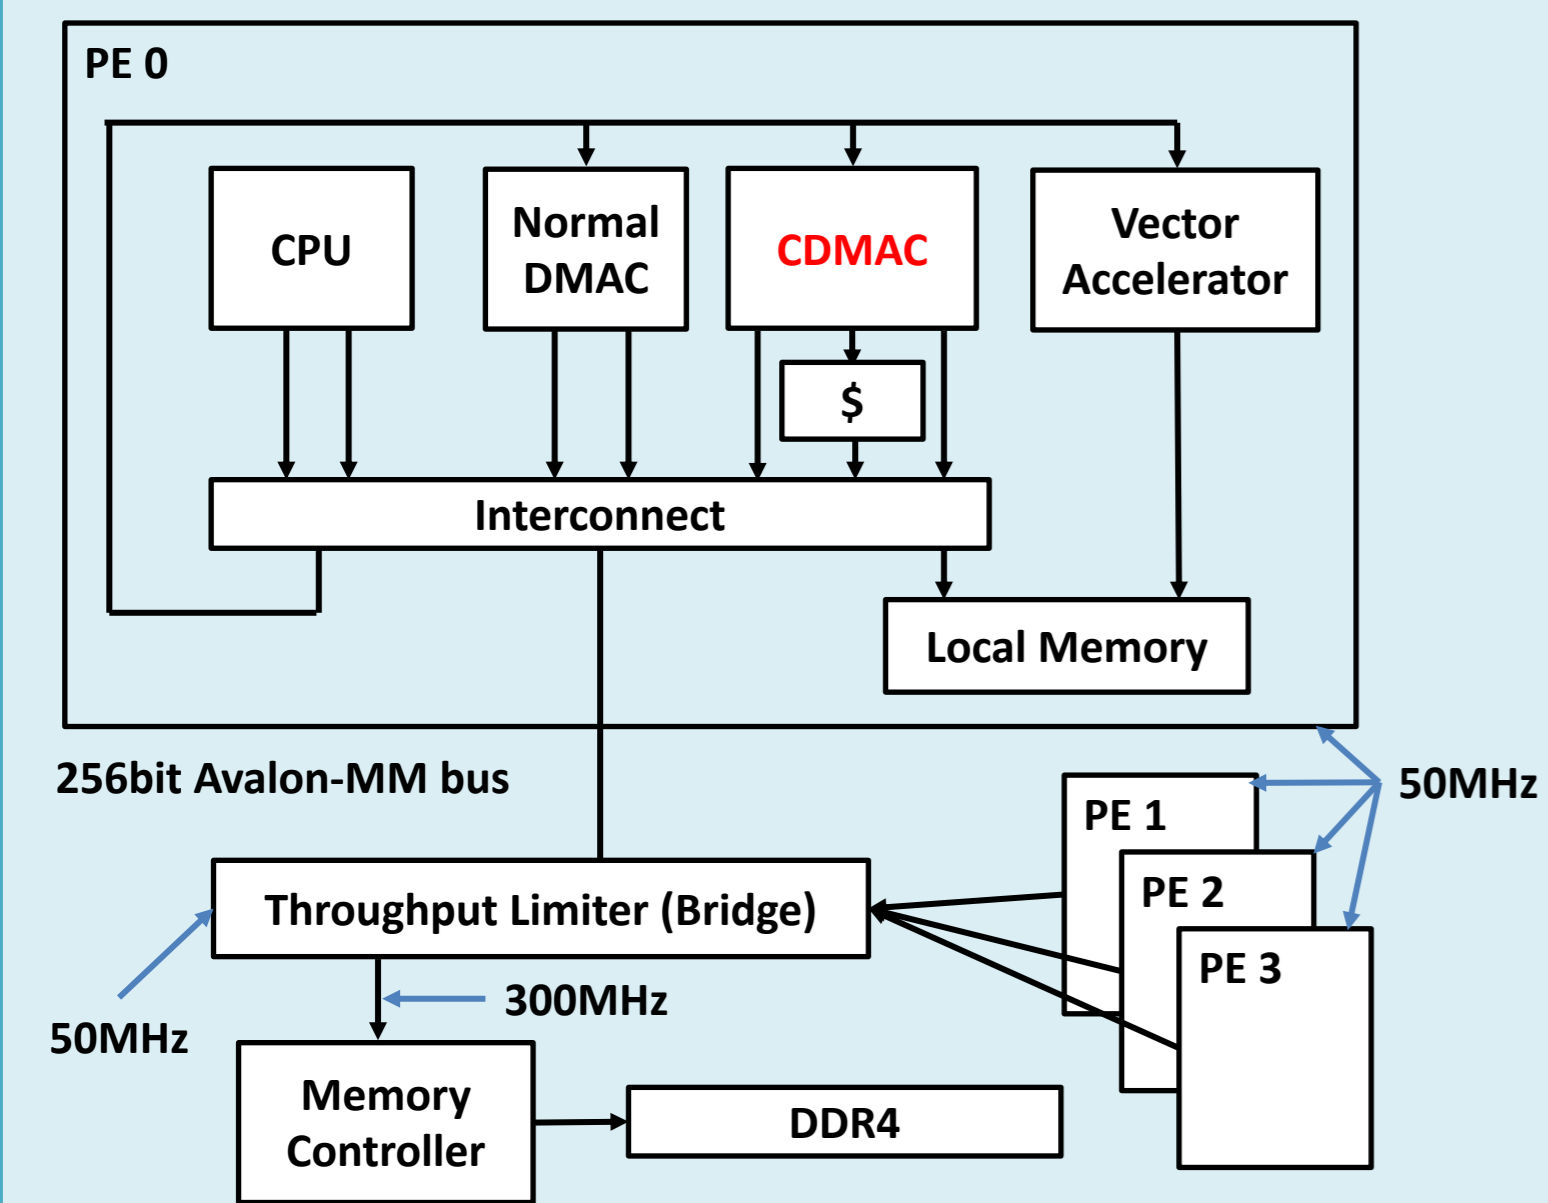 PE 0
CPU
Normal
DMAC
CDMAC
Vector
Accelerator
$
Interconnect
Local Memory
256bit Avalon-MM bus
50MHz
PE 1
PE 2
PE 3
Throughput Limiter (Bridge)
300MHz
50MHz
Memory
Controller
DDR4